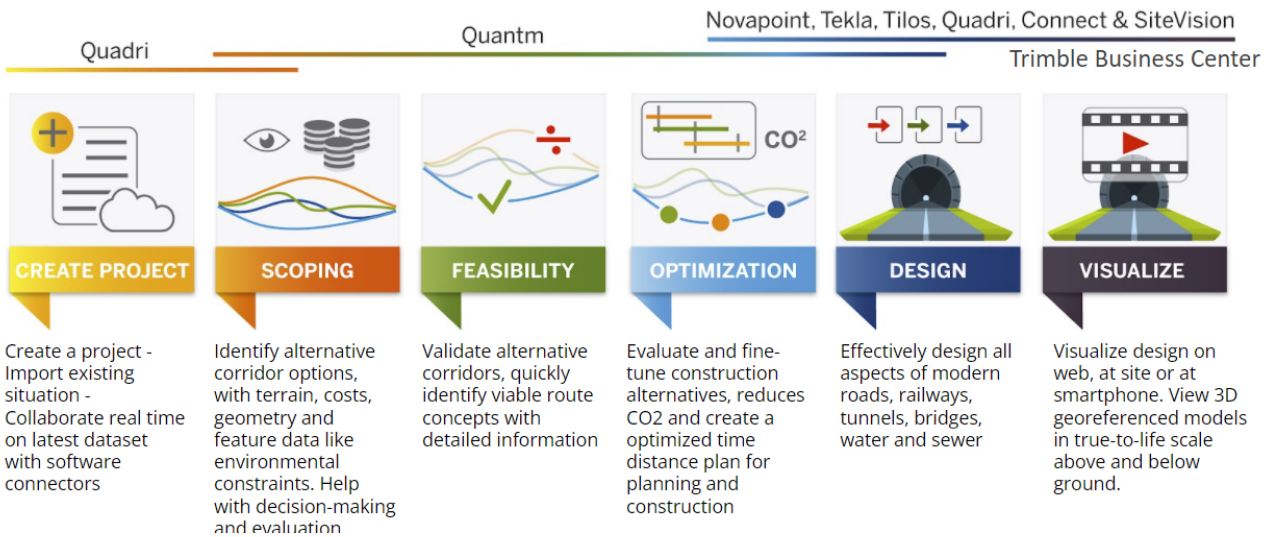 Novapoint, Tekla, Tilos, Quadri, Connect & SiteVision
Quadri
Quantm
Trimble Business Center
CO²
CREATE PROJECT
SCOPING
FEASIBILITY
OPTIMIZATION
DESIGN
VISUALIZE
Create a project -
Import existing
situation -
Collaborate real time
on latest dataset
with software
connectors
Identify alternative
corridor options,
with terrain, costs,
geometry and
feature data like
environmental
constraints. Help
with decision-making
and evaluation
Validate alternative
corridors, quickly
identify viable route
concepts with
detailed information
Evaluate and fine-
tune construction
alternatives, reduces
CO2 and create a
optimized time
distance plan for
planning and
construction
Effectively design all
aspects of modern
roads, railways,
tunnels, bridges,
water and sewer
Visualize design on
web, at site or at
smartphone. View 3D
georeferenced models
in true-to-life scale
above and below
ground.